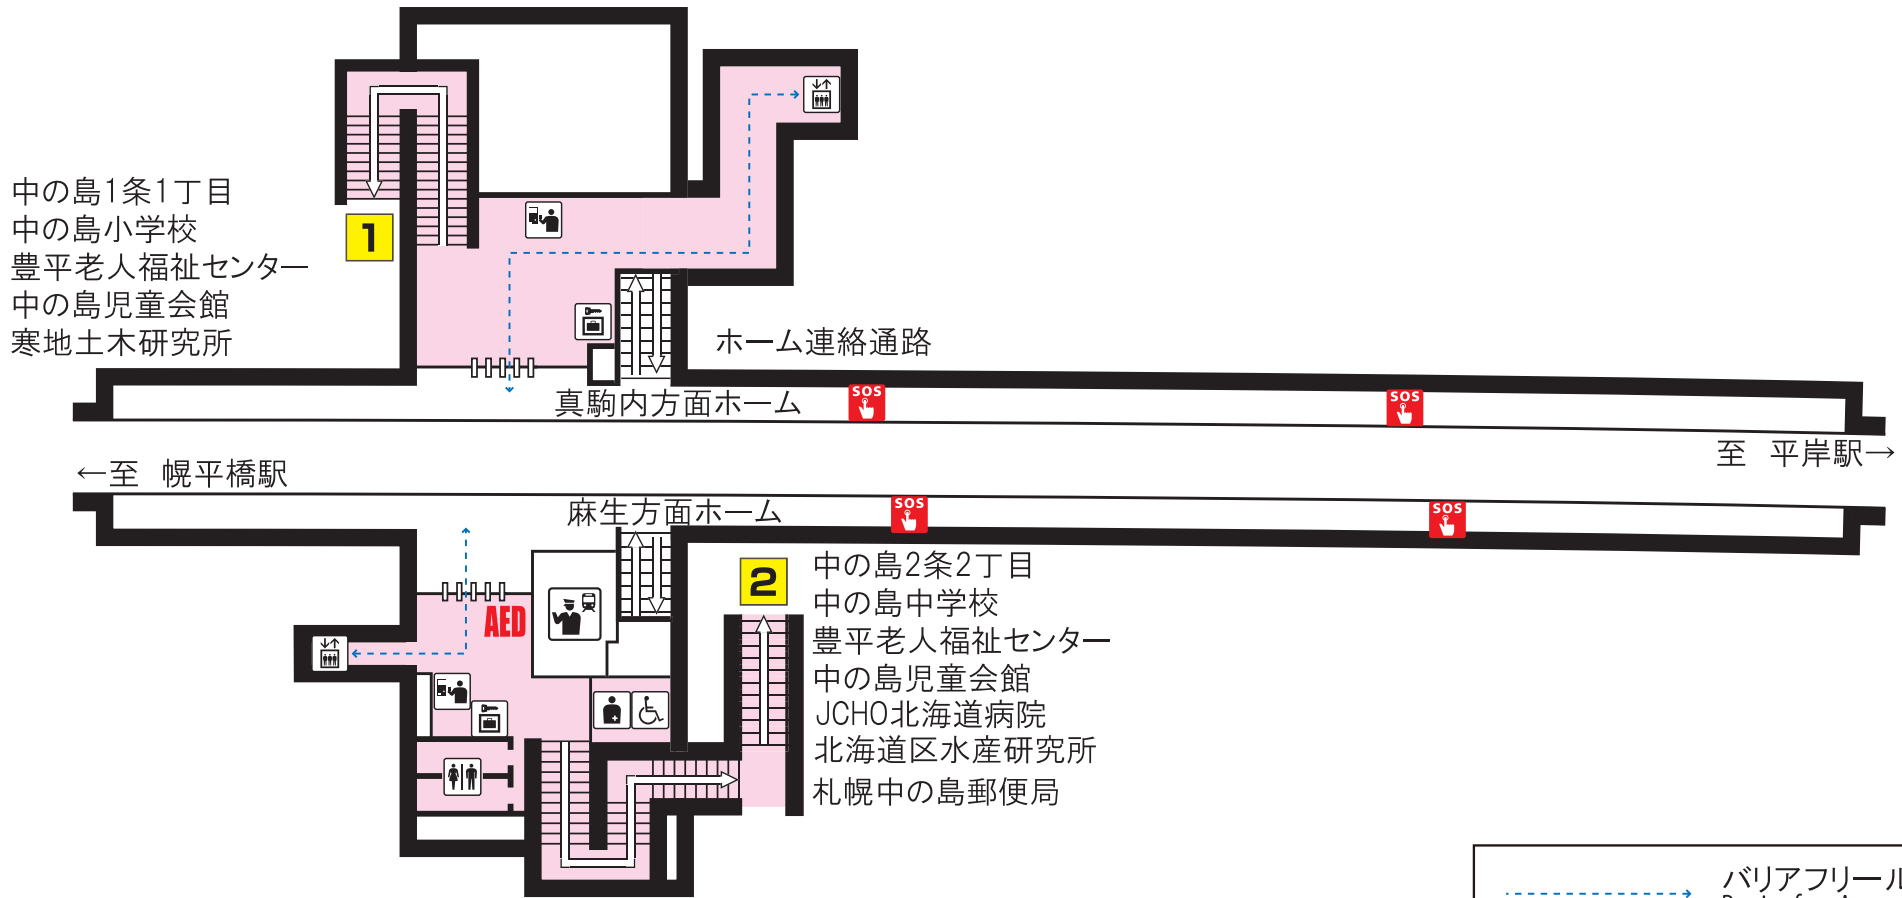 中の島1条1丁目
中の島小学校
豊平老人福祉センター
中の島児童会館
寒地土木研究所
1
ホーム連絡通路
真駒内方面ホーム
SOS
SOS
←至 幌平橋駅
至 平岸駅→
麻生方面ホーム
SOS
SOS
AED
2
中の島2条2丁目
中の島中学校
豊平老人福祉センター
中の島児童会館
JCHO北海道病院
北海道区水産研究所
札幌中の島郵便局
バリアフリール